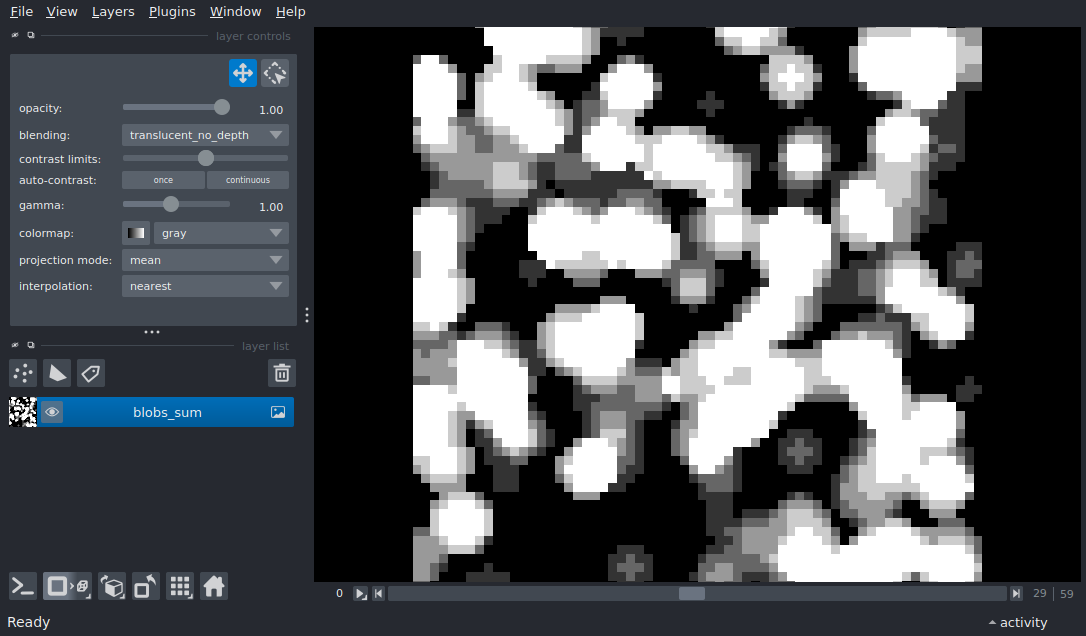 File View Layers Plugins Window Help
layer controls
opacity: 1.00
blending: translucent_no_depth
contrast limits:
auto-contrast: once continuous
gamma: 1.00
colormap: gray
projection mode: mean
interpolation: nearest
layer list
blobs_sum
0 29 59
Ready activity